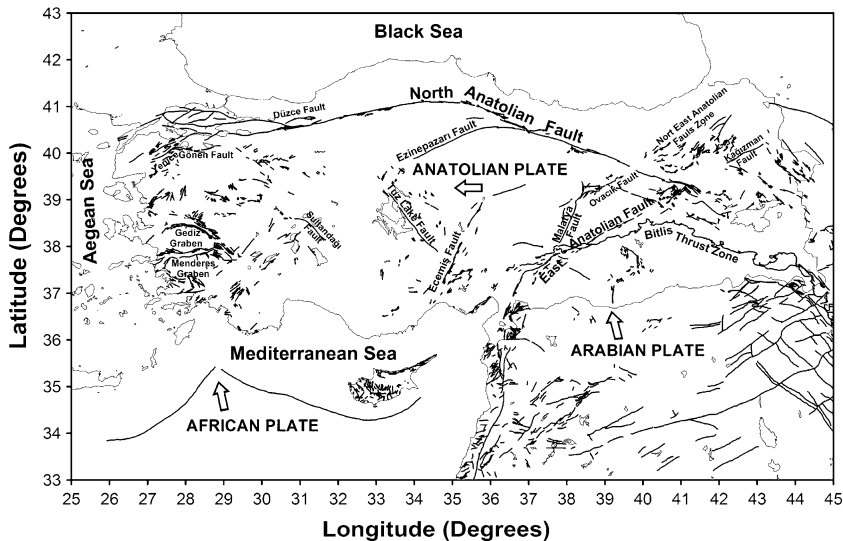 43
42
41
40
39
38
37
36
35
34
33
Latitude (Degrees)
Black Sea
North Anatolian Fault
Düzce Fault
Nort East Anatolian
Fauls Zone
Kağızman
Fault
Yenice Gönen Fault
Ezinepazarı Fault
ANATOLIAN PLATE
Aegean Sea
Tuz Lake Fault
Ovacık Fault
Malatya
Fault
Sultandağı
Fault
Gediz
Graben
East Anatolian Fault
Bitlis
Thrust Zone
Menderes
Graben
Ecemiş Fault
Mediterranean Sea
ARABIAN PLATE
AFRICAN PLATE
25 26 27 28 29 30 31 32 33 34 35 36 37 38 39 40 41 42 43 44 45
Longitude (Degrees)